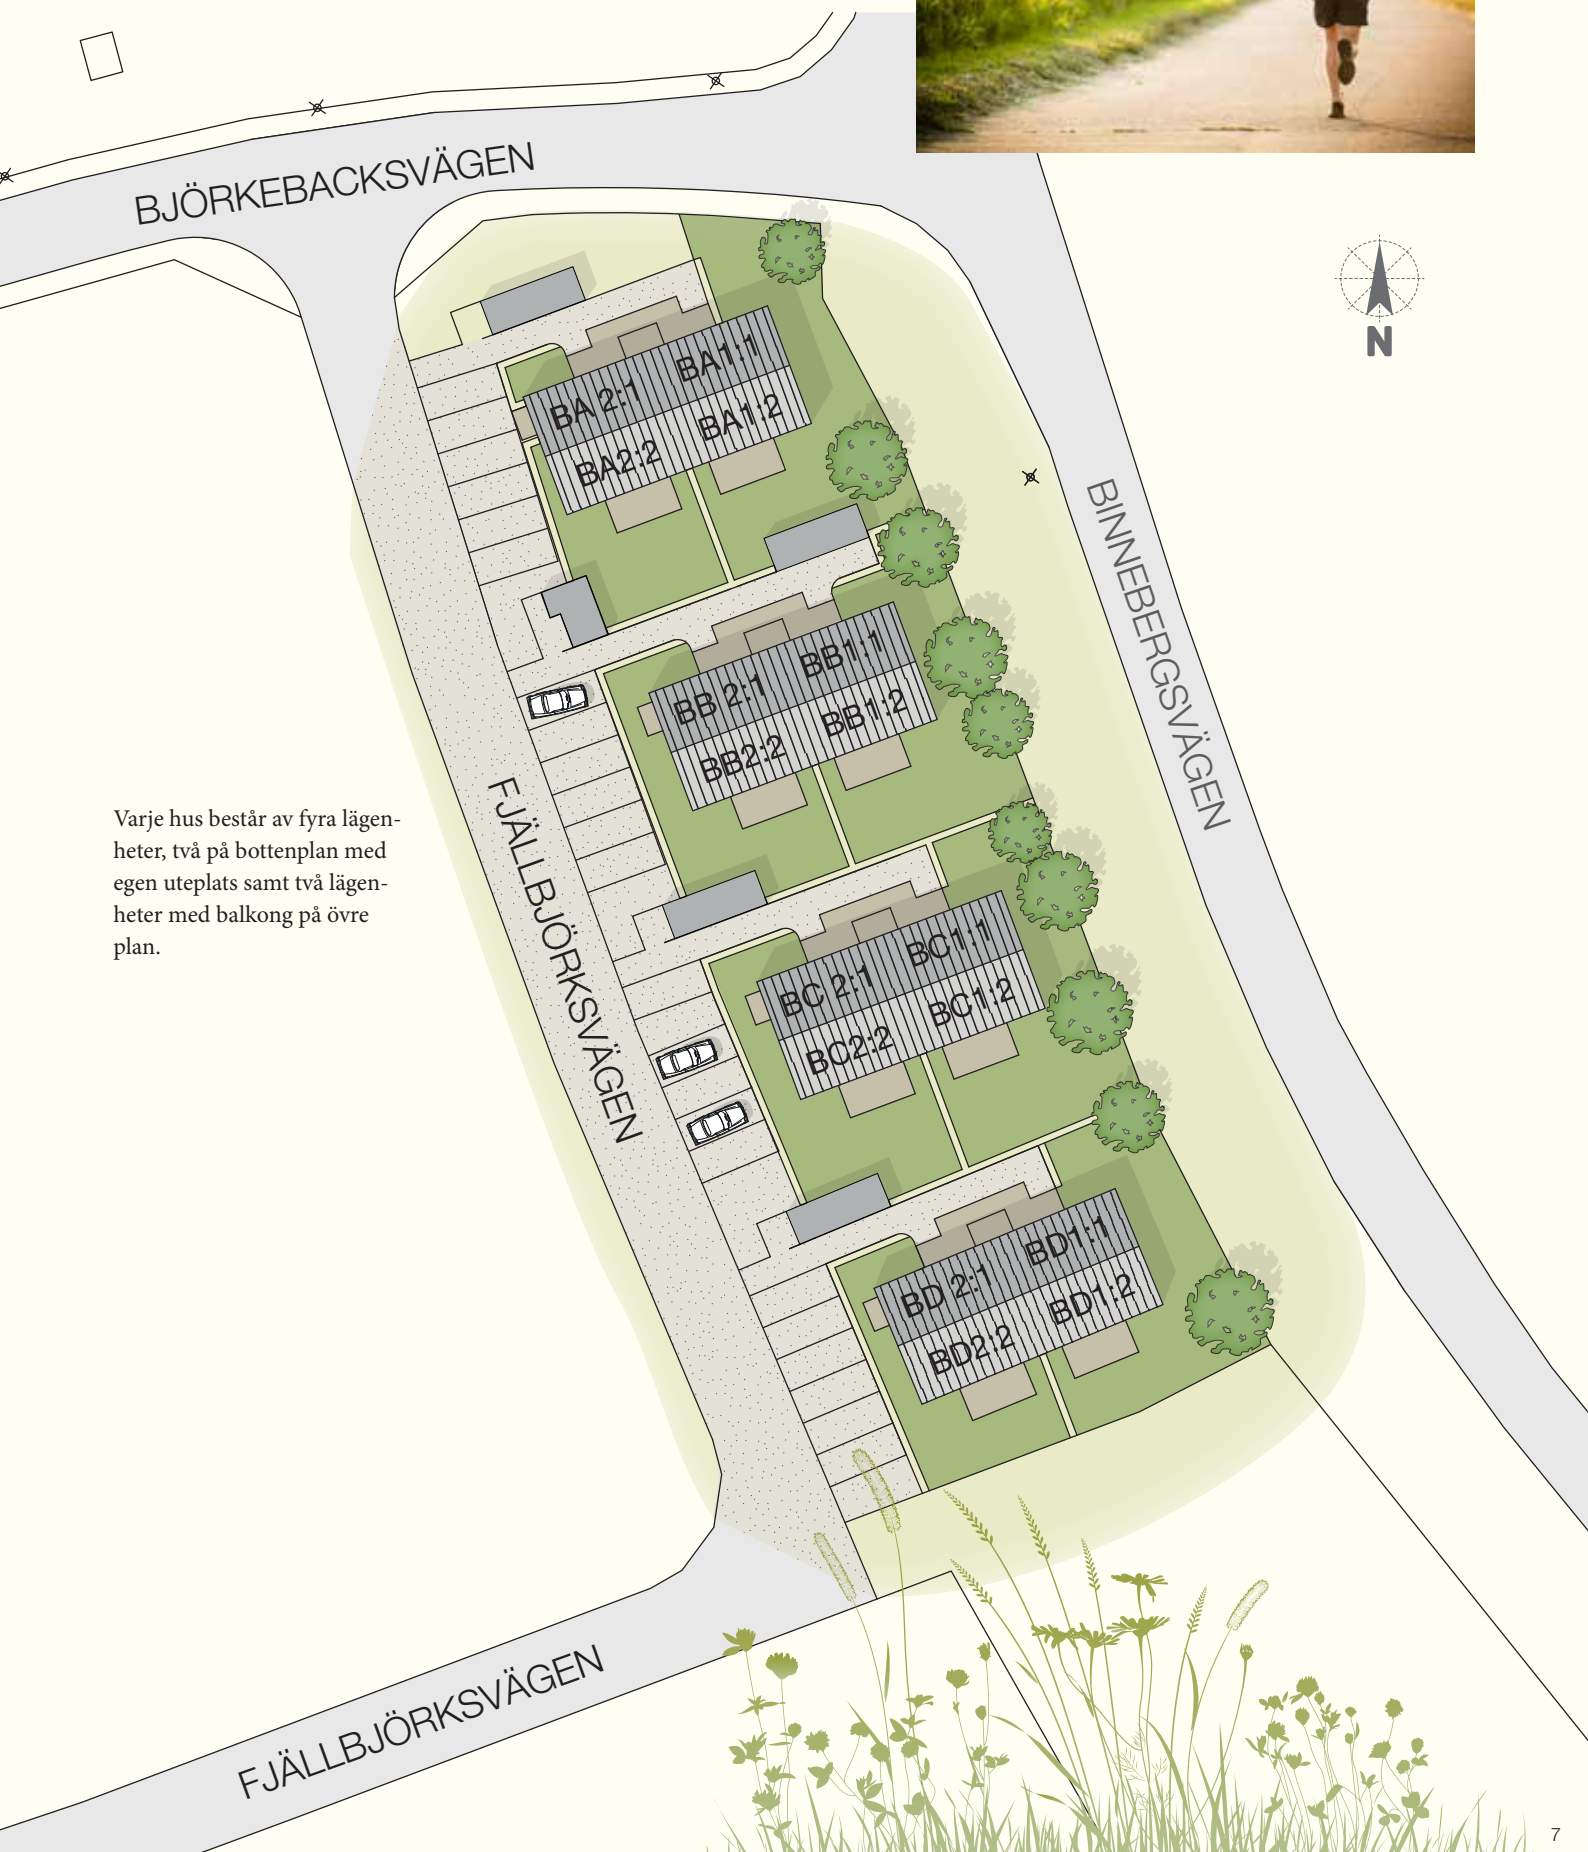 BJÖRKEBACKSVÄGEN
N
BA 2:1
BA1:1
BA2:2
BA1:2
BINNEBERGSVÄGEN
BB 2:1
BB1:1
BB2:2
BB1:2
FJÄLLBJÖRKSVÄGEN
Varje hus består av fyra lägen-
heter, två på bottenplan med
egen uteplats samt två lägen-
heter med balkong på övre
plan.
BC 2:1
BC1:1
BC2:2
BC1:2
BD 2:1
BD1:1
BD2:2
BD1:2
FJÄLLBJÖRKSVÄGEN
7